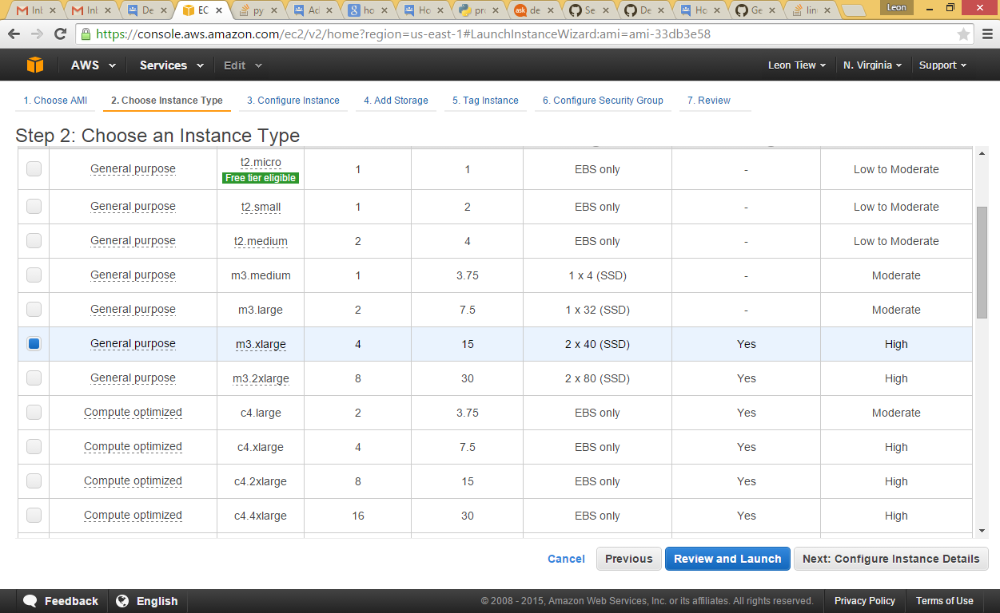 Inl Inl De EC py Ad ho Ho pro de Se De Ho Ge lin Leon
https://console.aws.amazon.com/ec2/v2/home?region=us-east-1#LaunchInstanceWizard:ami=ami-33db3e58
AWS Services Edit Leon Tiew N. Virginia Support
1. Choose AMI 2. Choose Instance Type 3. Configure Instance 4. Add Storage 5. Tag Instance 6. Configure Security Group 7. Review
Step 2: Choose an Instance Type
General purpose t2.micro 1 1 EBS only - Low to Moderate
Free tier eligible
General purpose t2.small 1 2 EBS only - Low to Moderate
General purpose t2.medium 2 4 EBS only - Low to Moderate
General purpose m3.medium 1 3.75 1 x 4 (SSD) - Moderate
General purpose m3.large 2 7.5 1 x 32 (SSD) - Moderate
General purpose m3.xlarge 4 15 2 x 40 (SSD) Yes High
General purpose m3.2xlarge 8 30 2 x 80 (SSD) Yes High
Compute optimized c4.large 2 3.75 EBS only Yes Moderate
Compute optimized c4.xlarge 4 7.5 EBS only Yes High
Compute optimized c4.2xlarge 8 15 EBS only Yes High
Compute optimized c4.4xlarge 16 30 EBS only Yes High
Cancel Previous Review and Launch Next: Configure Instance Details
Feedback English © 2008 - 2015, Amazon Web Services, Inc. or its affiliates. All rights reserved. Privacy Policy Terms of Use